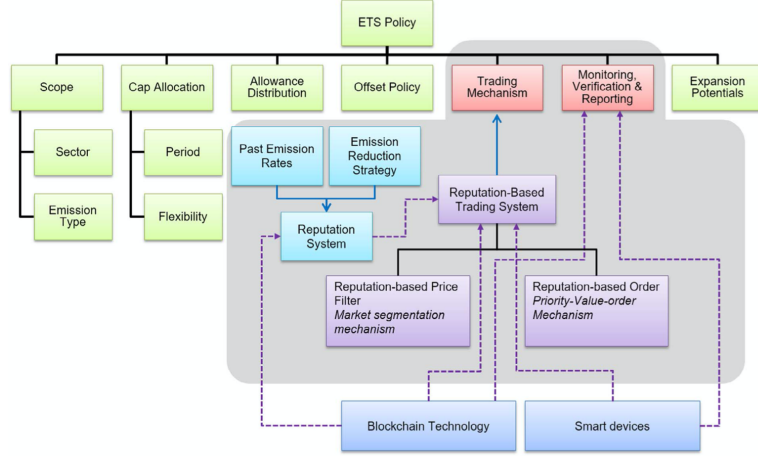 ETS Policy
Scope
Cap Allocation
Allowance
Distribution
Offset Policy
Trading
Mechanism
Monitoring,
Verification &
Reporting
Expansion
Potentials
Sector
Period
Past Emission
Rates
Emission
Reduction
Strategy
Emission
Type
Flexibility
Reputation
System
Reputation-Based
Trading System
Reputation-based Price
Filter
Market segmentation
mechanism
Reputation-based Order
Priority-Value-order
Mechanism
Blockchain Technology
Smart devices